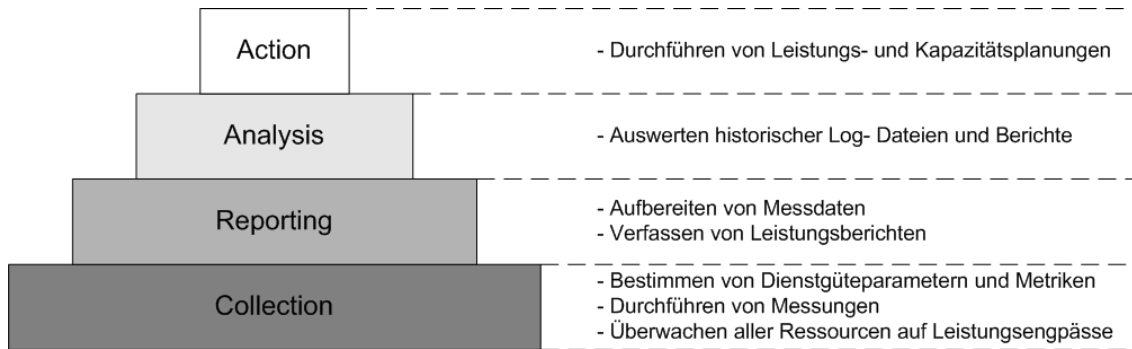 Action
- Durchführen von Leistungs- und Kapazitätsplanungen
Analysis
- Auswerten historischer Log- Dateien und Berichte
Reporting
- Aufbereiten von Messdaten
- Verfassen von Leistungsberichten
Collection
- Bestimmen von Dienstgüteparametern und Metriken
- Durchführen von Messungen
- Überwachen aller Ressourcen auf Leistungsengpässe